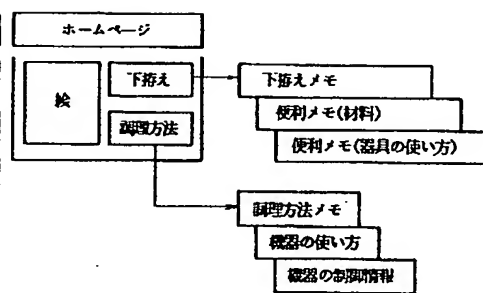 ホームページ
絵
下拵え
調理方法
下拵えメモ
便利メモ(材料)
便利メモ(器具の使い方)
調理方法メモ
機器の使い方
機器の制御情報